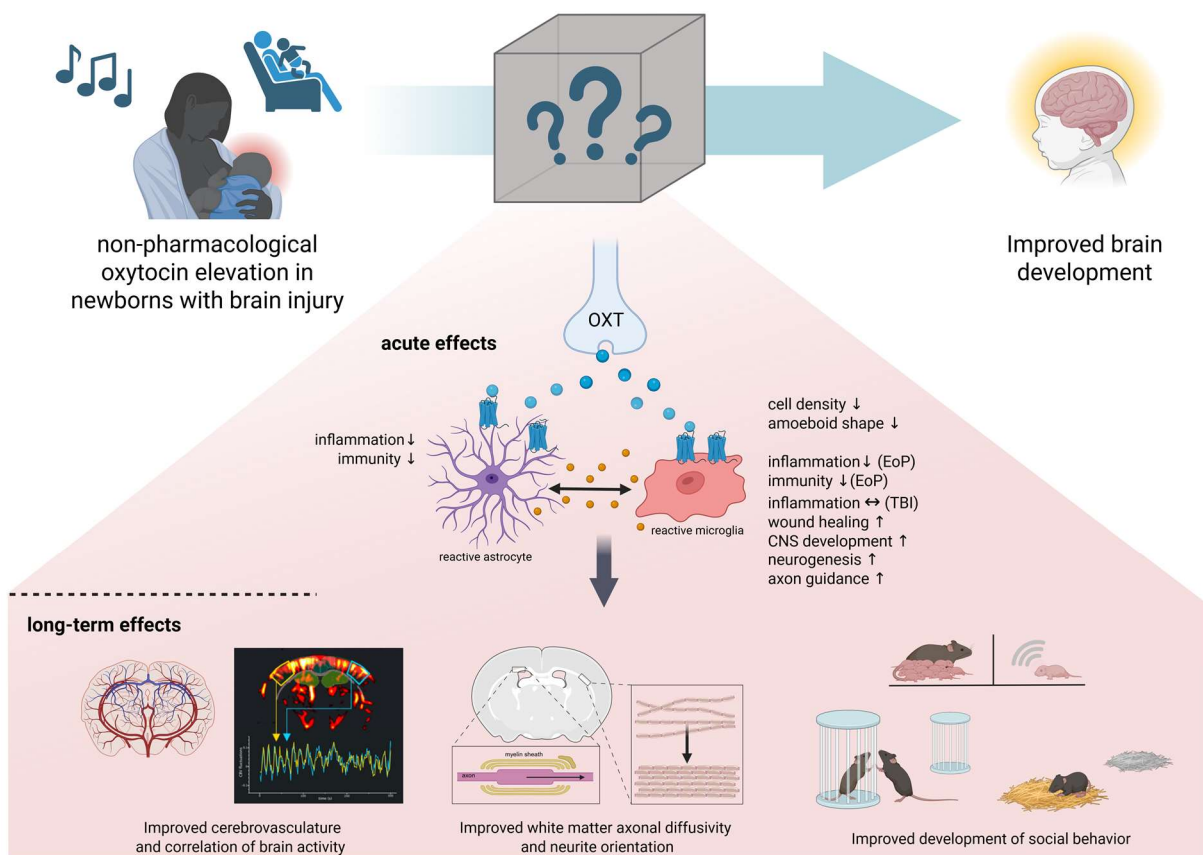 ? ? ?
non-pharmacological
oxytocin elevation in
newborns with brain injury
Improved brain
development
OXT
acute effects
inflammation ↓
immunity ↓
reactive astrocyte
reactive microglia
cell density ↓
amoeboid shape ↓
inflammation ↓ (EoP)
immunity ↓ (EoP)
inflammation ↔ (TBI)
wound healing ↑
CNS development ↑
neurogenesis ↑
axon guidance ↑
long-term effects
time (s)
Improved cerebrovasculature
and correlation of brain activity
myelin sheath
axon
Improved white matter axonal diffusivity
and neurite orientation
Improved development of social behavior